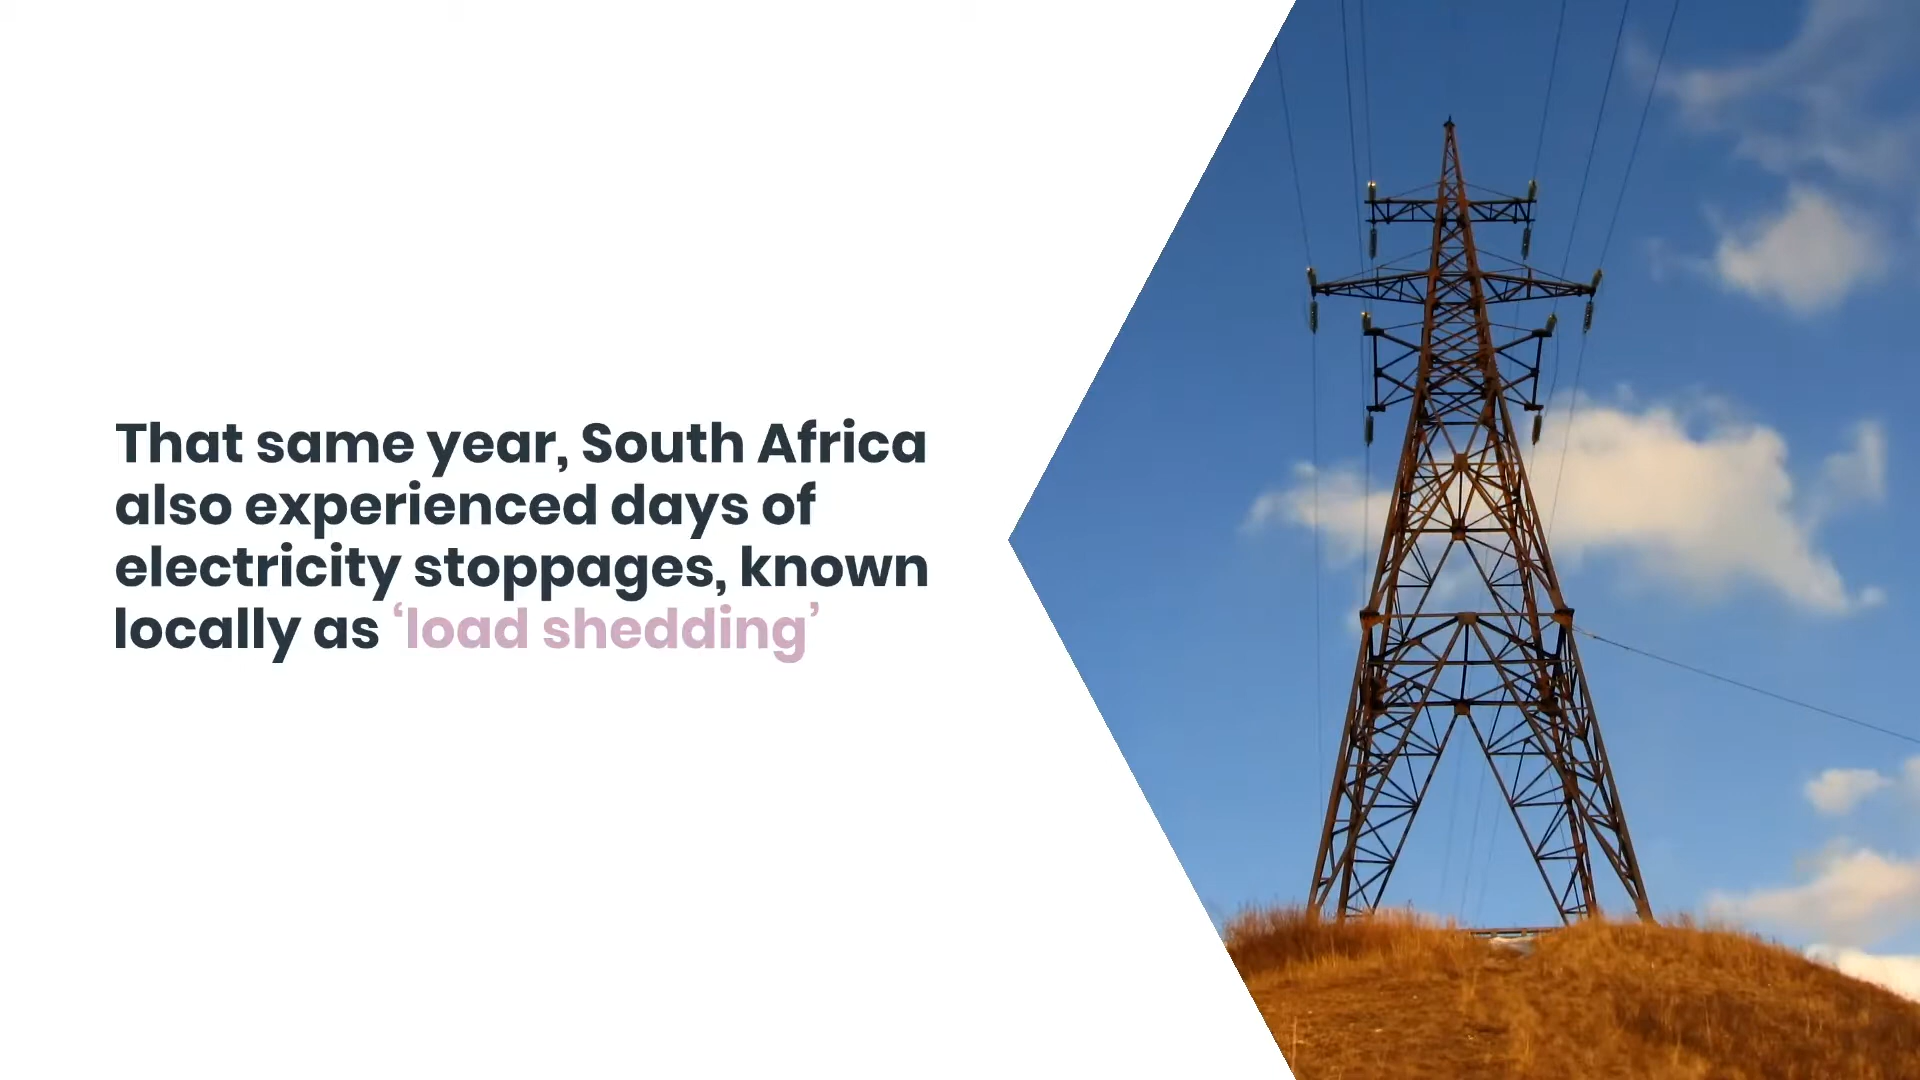 That same year, South Africa
also experienced days of
electricity stoppages, known
locally as ‘load shedding’